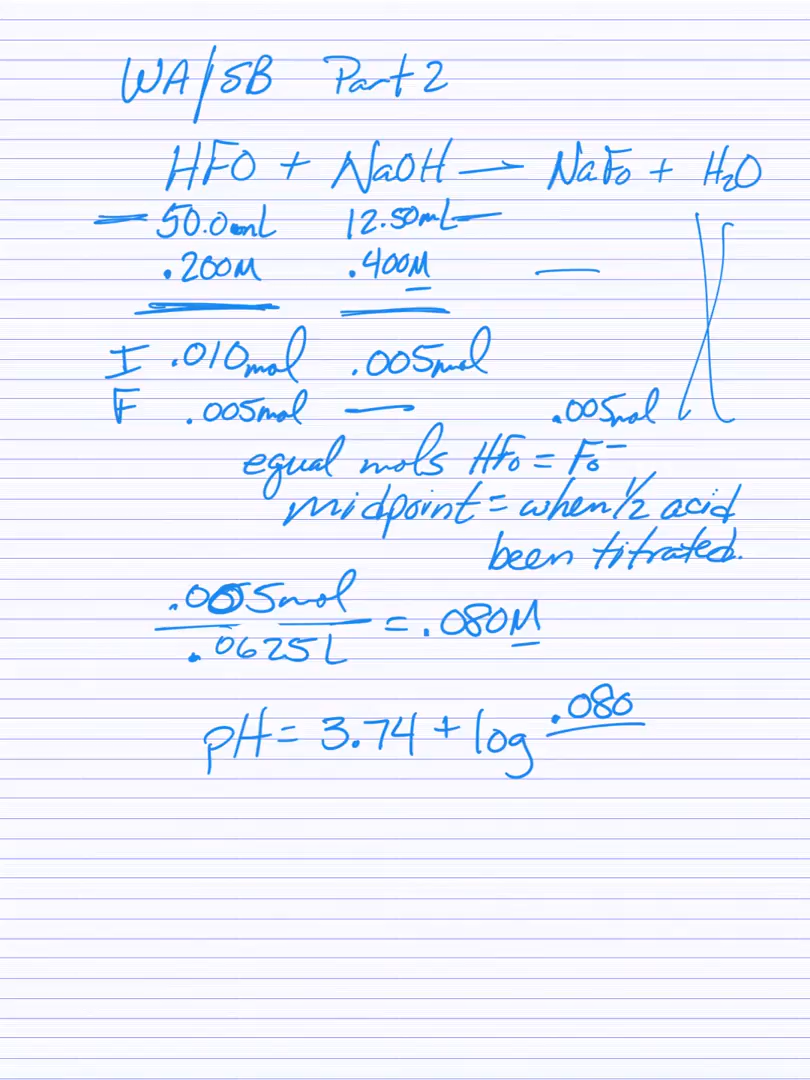 WA/SB Part 2
HFO + NaOH → NaFo + H₂O
50.0mL 12.50mL
.200M .400M —
I .010mol .005mol
F .005mol — .005mol
equal mols HFo = Fo⁻
midpoint = when 1/2 acid
been titrated.
.005mol
.0625L = .080M
pH = 3.74 + log .080